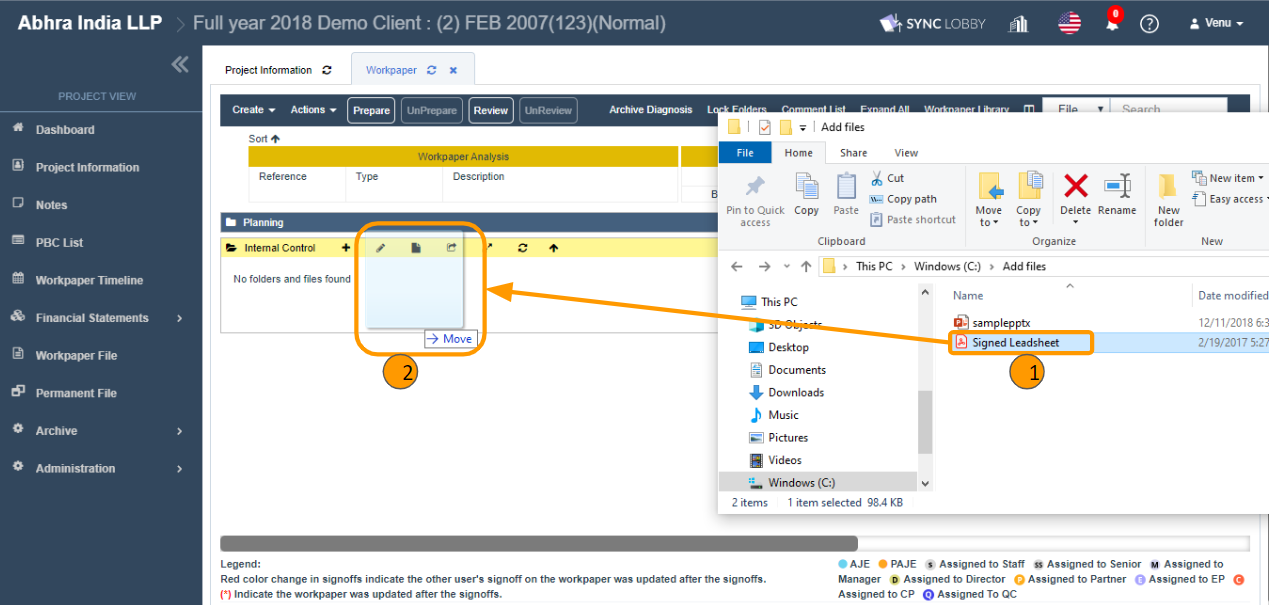 Abhra India LLP > Full year 2018 Demo Client : (2) FEB 2007(123)(Normal)
SYNC LOBBY
0
Venu
PROJECT VIEW
Dashboard
Project Information
Notes
PBC List
Workpaper Timeline
Financial Statements
Workpaper File
Permanent File
Archive
Administration
Project Information
Workpaper
Create Actions Prepare UnPrepare Review UnReview Archive Diagnosis Lock Folders Comment List Expand All Workpaper Library File Search
Sort
Workpaper Analysis
Reference Type Description
B
Planning
Internal Control
No folders and files found
Move
2
Add files
File Home Share View
Pin to Quick access
Copy
Paste
Cut
Copy path
Paste shortcut
Clipboard
Move to
Copy to
Delete
Rename
Organize
New folder
New item
Easy access
New
This PC > Windows (C:) > Add files
This PC
3D Objects
Desktop
Documents
Downloads
Music
Pictures
Videos
Windows (C:)
Name Date modified
samplepptx 12/11/2018 6:3
Signed Leadsheet 2/19/2017 5:27
1
2 items 1 item selected 98.4 KB
Legend:
Red color change in signoffs indicate the other user's signoff on the workpaper was updated after the signoffs.
(*) Indicate the workpaper was updated after the signoffs.
AJE PAJE S Assigned to Staff SS Assigned to Senior M Assigned to
Manager D Assigned to Director P Assigned to Partner E Assigned to EP C
Assigned to CP Q Assigned To QC